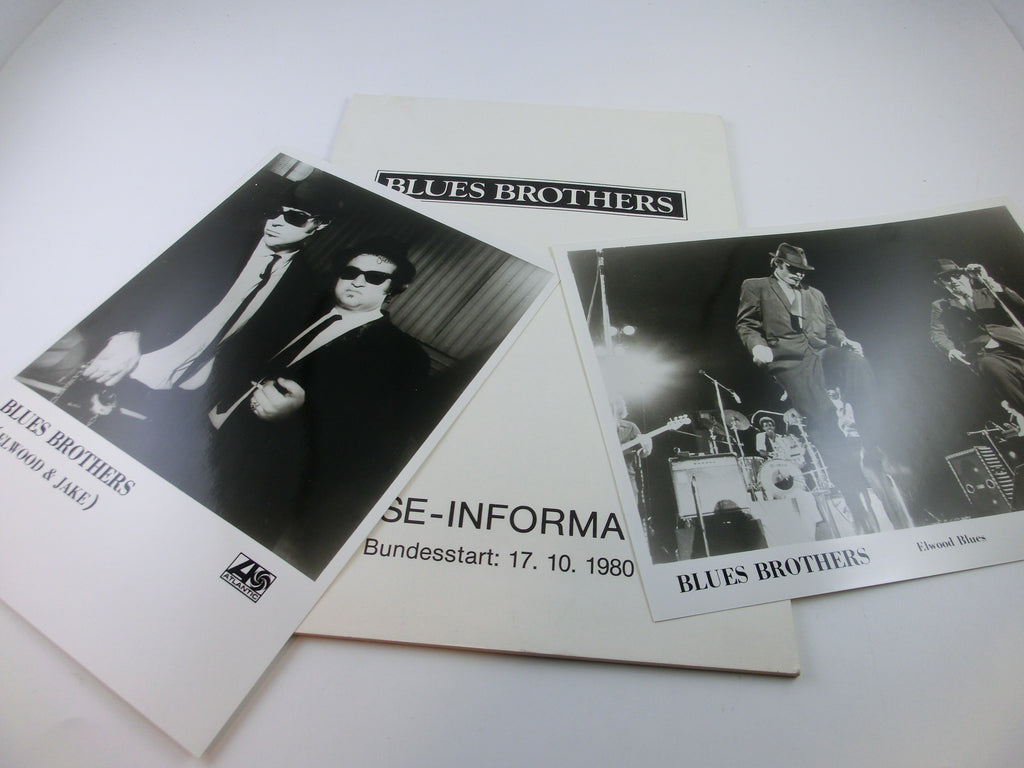 BLUES BROTHERS
BLUES BROTHERS
(ELWOOD & JAKE)
ATLANTIC
SE-INFORMA
Bundesstart: 17. 10. 1980
BLUES BROTHERS
Elwood Blues